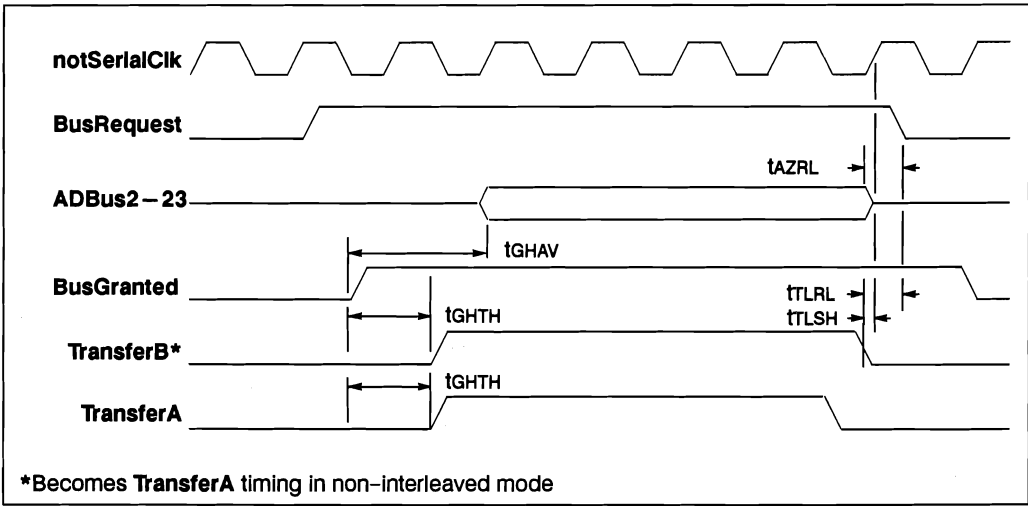 notSerialClk
BusRequest
tAZRL
ADBus2–23
tGHAV
BusGranted
tTLRL
tGHTH
tTLSH
TransferB*
tGHTH
TransferA
*Becomes TransferA timing in non-interleaved mode